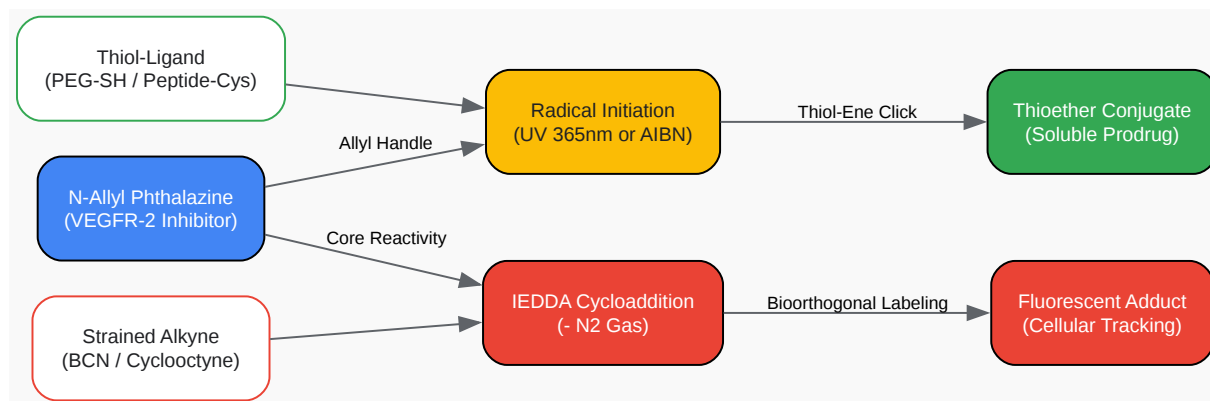 Thiol-Ligand
(PEG-SH / Peptide-Cys)
Radical Initiation
(UV 365nm or AIBN)
Thiol-Ene Click
Thioether Conjugate
(Soluble Prodrug)
Allyl Handle
N-Allyl Phthalazine
(VEGFR-2 Inhibitor)
Core Reactivity
IEDDA Cycloaddition
(- N2 Gas)
Bioorthogonal Labeling
Fluorescent Adduct
(Cellular Tracking)
Strained Alkyne
(BCN / Cyclooctyne)